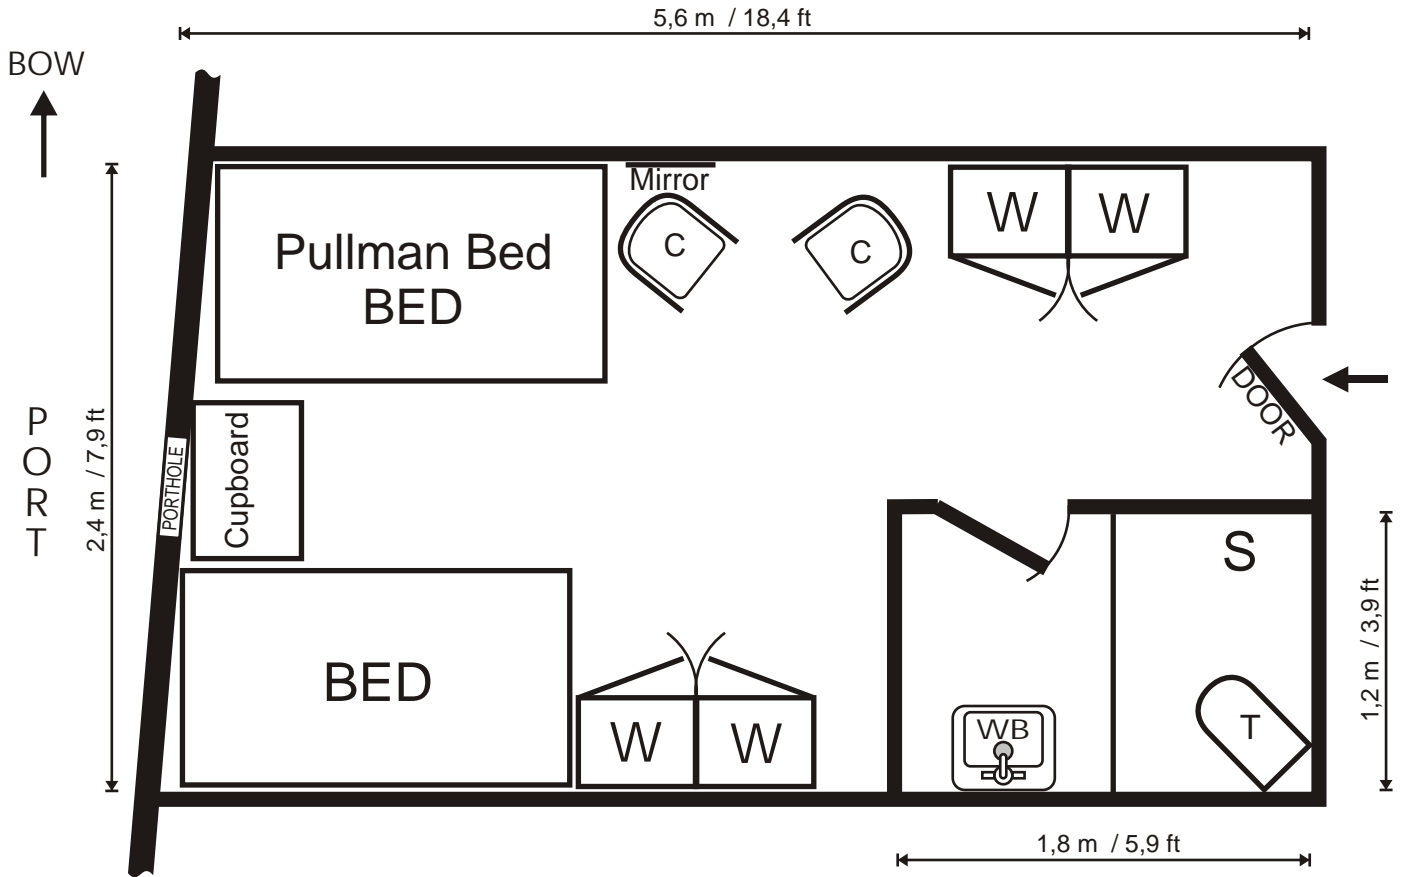 5,6 m / 18,4 ft
BOW
Mirror
Pullman Bed
BED
C
C
W
W
DOOR
PORT
2,4 m / 7,9 ft
PORTHOLE
Cupboard
S
1,2 m / 3,9 ft
BED
W
W
WB
T
1,8 m / 5,9 ft